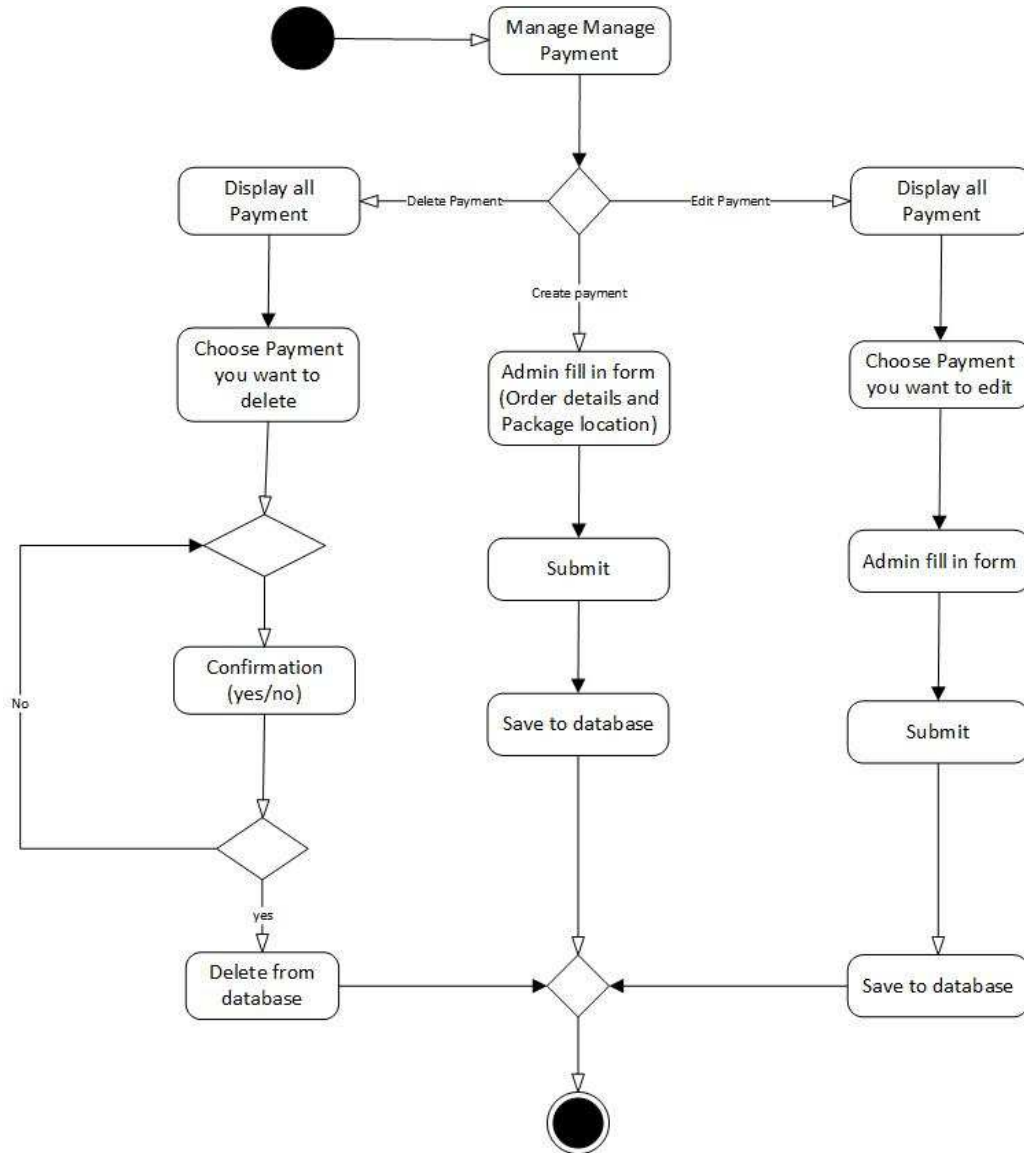 Manage Manage
Payment
Display all
Payment
Delete Payment
Edit Payment
Display all
Payment
Create payment
Choose Payment
you want to
delete
Admin fill in form
(Order details and
Package location)
Choose Payment
you want to edit
Submit
Admin fill in form
Confirmation
(yes/no)
No
Save to database
Submit
yes
Delete from
database
Save to database